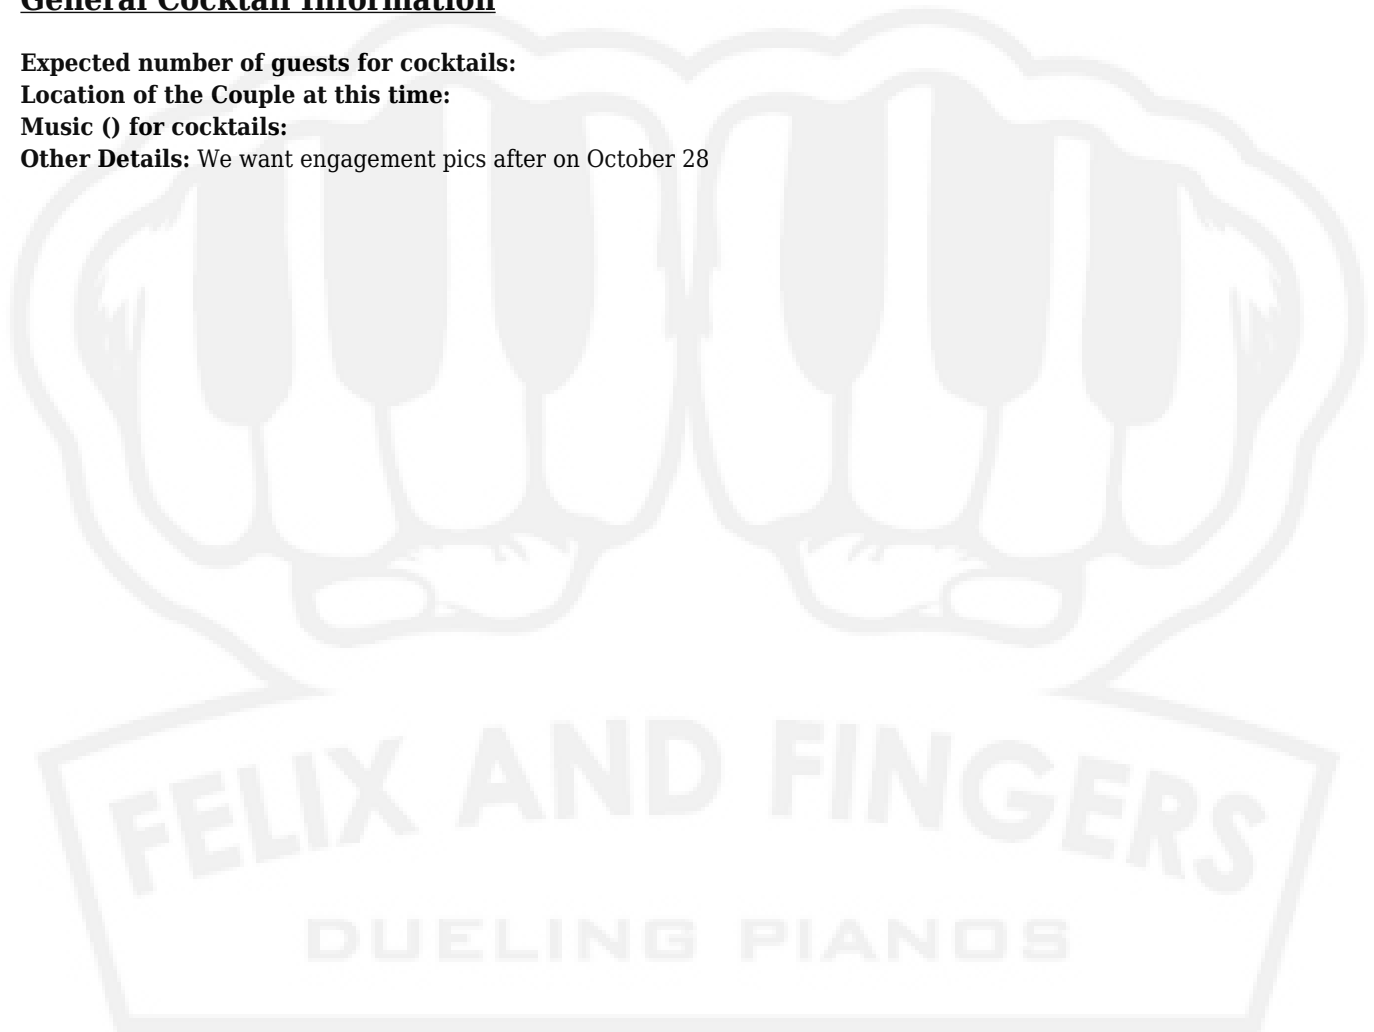 General Cocktail Information
Expected number of guests for cocktails:
Location of the Couple at this time:
Music () for cocktails:
Other Details: We want engagement pics after on October 28
FELIX AND FINGERS
DUELING PIANOS